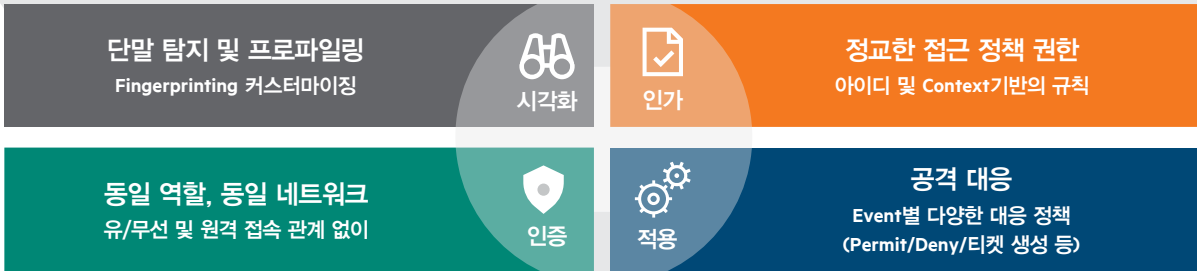 단말 탐지 및 프로파일링
Fingerprinting 커스터마이징
시각화
인가
정교한 접근 정책 권한
아이디 및 Context기반의 규칙
동일 역할, 동일 네트워크
유/무선 및 원격 접속 관계 없이
인증
적용
공격 대응
Event별 다양한 대응 정책
(Permit/Deny/티켓 생성 등)